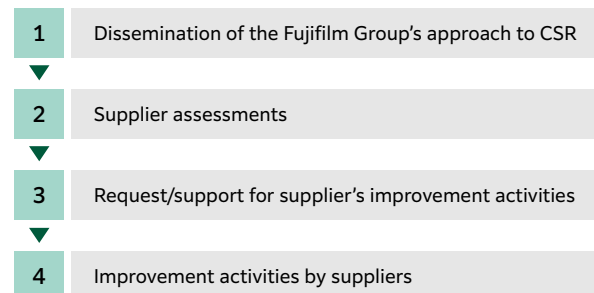 1 Dissemination of the Fujifilm Group’s approach to CSR
2 Supplier assessments
3 Request/support for supplier’s improvement activities
4 Improvement activities by suppliers